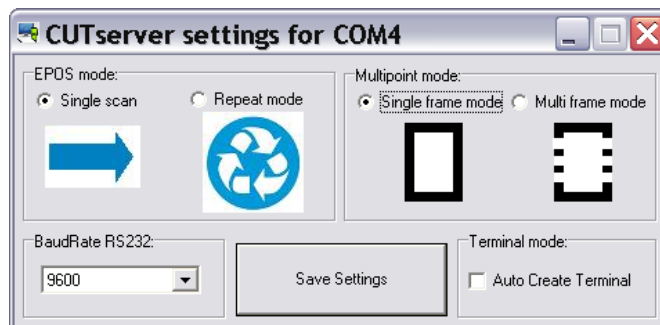 CUTserver settings for COM4
EPOS mode:
Single scan
Repeat mode
Multipoint mode:
Single frame mode
Multi frame mode
BaudRate RS232:
9600
Save Settings
Terminal mode:
Auto Create Terminal